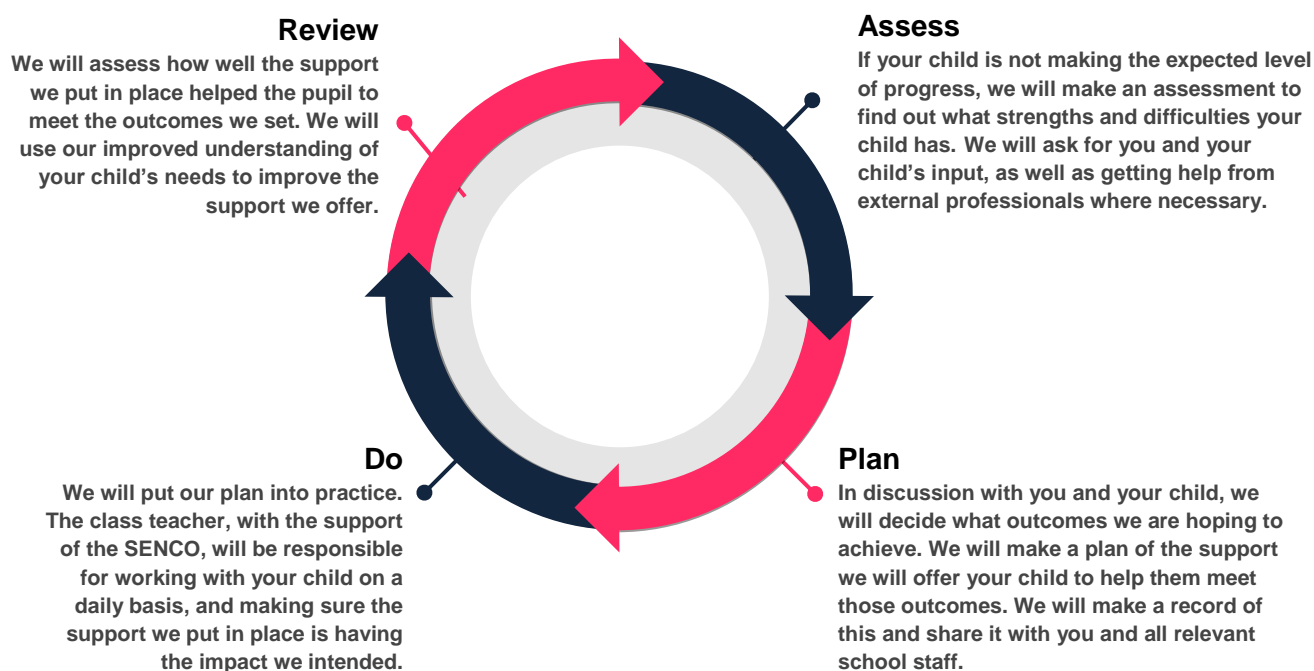 Review
We will assess how well the support
we put in place helped the pupil to
meet the outcomes we set. We will
use our improved understanding of
your child’s needs to improve the
support we offer.
Assess
If your child is not making the expected level
of progress, we will make an assessment to
find out what strengths and difficulties your
child has. We will ask for you and your
child’s input, as well as getting help from
external professionals where necessary.
Do
We will put our plan into practice.
The class teacher, with the support
of the SENCO, will be responsible
for working with your child on a
daily basis, and making sure the
support we put in place is having
the impact we intended.
Plan
In discussion with you and your child, we
will decide what outcomes we are hoping to
achieve. We will make a plan of the support
we will offer your child to help them meet
those outcomes. We will make a record of
this and share it with you and all relevant
school staff.